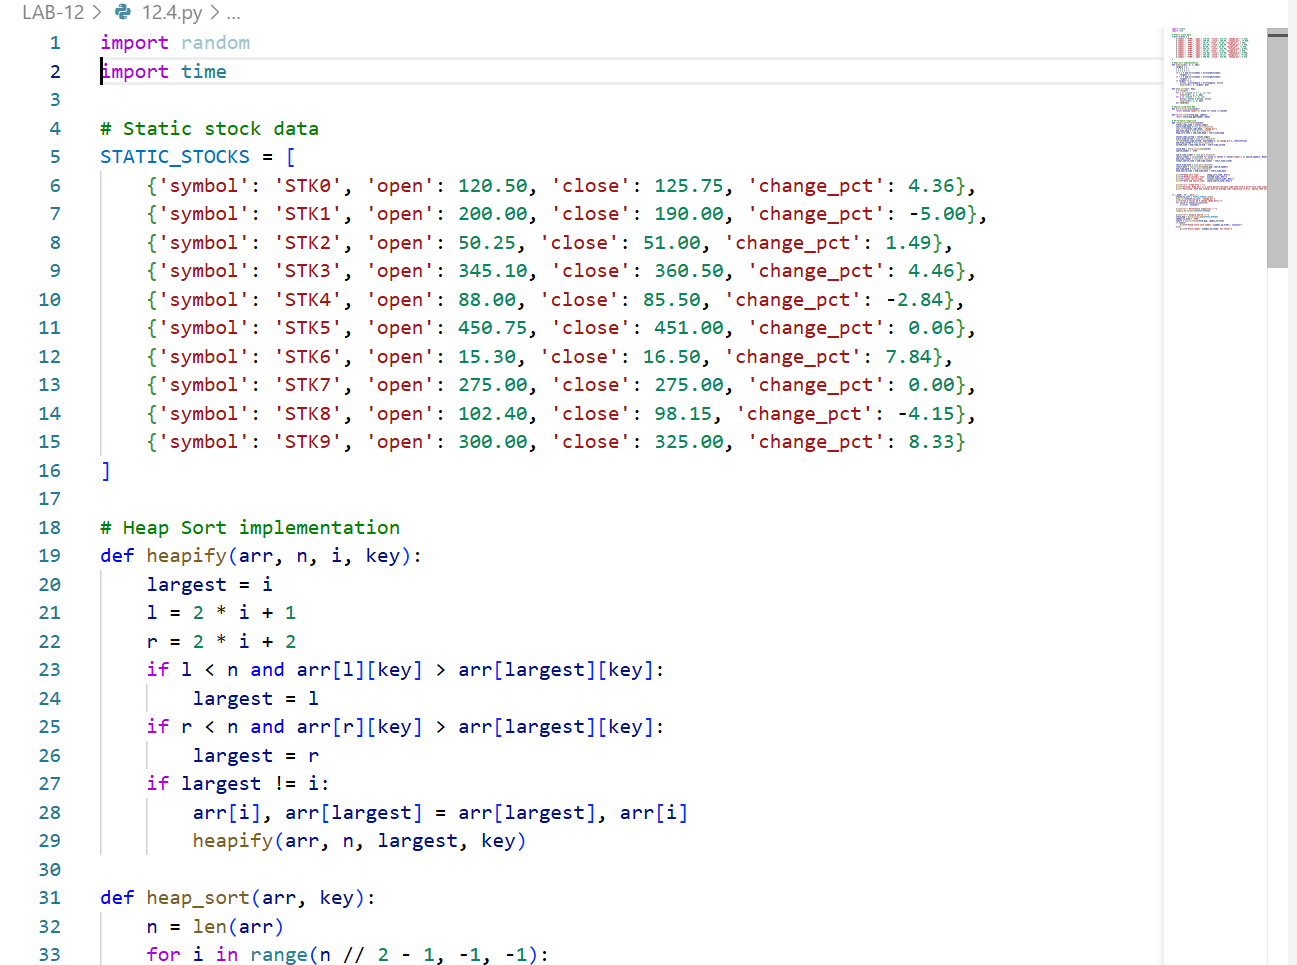 LAB-12 > 12.4.py > ...
1 import random
2 import time
3
4 # Static stock data
5 STATIC_STOCKS = [
6     {'symbol': 'STK0', 'open': 120.50, 'close': 125.75, 'change_pct': 4.36},
7     {'symbol': 'STK1', 'open': 200.00, 'close': 190.00, 'change_pct': -5.00},
8     {'symbol': 'STK2', 'open': 50.25, 'close': 51.00, 'change_pct': 1.49},
9     {'symbol': 'STK3', 'open': 345.10, 'close': 360.50, 'change_pct': 4.46},
10     {'symbol': 'STK4', 'open': 88.00, 'close': 85.50, 'change_pct': -2.84},
11     {'symbol': 'STK5', 'open': 450.75, 'close': 451.00, 'change_pct': 0.06},
12     {'symbol': 'STK6', 'open': 15.30, 'close': 16.50, 'change_pct': 7.84},
13     {'symbol': 'STK7', 'open': 275.00, 'close': 275.00, 'change_pct': 0.00},
14     {'symbol': 'STK8', 'open': 102.40, 'close': 98.15, 'change_pct': -4.15},
15     {'symbol': 'STK9', 'open': 300.00, 'close': 325.00, 'change_pct': 8.33}
16 ]
17
18 # Heap Sort implementation
19 def heapify(arr, n, i, key):
20     largest = i
21     l = 2 * i + 1
22     r = 2 * i + 2
23     if l < n and arr[l][key] > arr[largest][key]:
24         largest = l
25     if r < n and arr[r][key] > arr[largest][key]:
26         largest = r
27     if largest != i:
28         arr[i], arr[largest] = arr[largest], arr[i]
29         heapify(arr, n, largest, key)
30
31 def heap_sort(arr, key):
32     n = len(arr)
33     for i in range(n // 2 - 1, -1, -1):